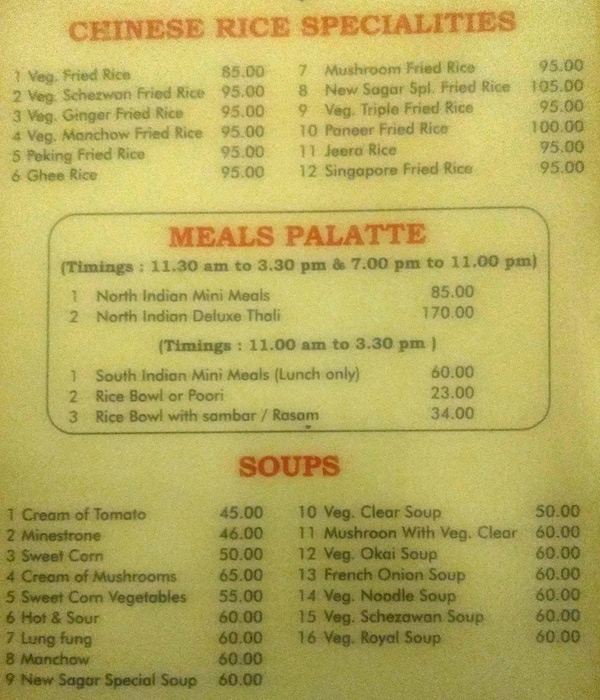 CHINESE RICE SPECIALITIES
1 Veg. Fried Rice 85.00
2 Veg. Schezwan Fried Rice 95.00
3 Veg. Ginger Fried Rice 95.00
4 Veg. Manchow Fried Rice 95.00
5 Peking Fried Rice 95.00
6 Ghee Rice 95.00
7 Mushroom Fried Rice 95.00
8 New Sagar Spl. Fried Rice 105.00
9 Veg. Triple Fried Rice 95.00
10 Paneer Fried Rice 100.00
11 Jeera Rice 95.00
12 Singapore Fried Rice 95.00
MEALS PALATTE
(Timings : 11.30 am to 3.30 pm & 7.00 pm to 11.00 pm)
1 North Indian Mini Meals 85.00
2 North Indian Deluxe Thali 170.00
(Timings : 11.00 am to 3.30 pm )
1 South Indian Mini Meals (Lunch only) 60.00
2 Rice Bowl or Poori 23.00
3 Rice Bowl with sambar / Rasam 34.00
SOUPS
1 Cream of Tomato 45.00
2 Minestrone 46.00
3 Sweet Corn 50.00
4 Cream of Mushrooms 65.00
5 Sweet Corn Vegetables 55.00
6 Hot & Sour 60.00
7 Lung fung 60.00
8 Manchow 60.00
9 New Sagar Special Soup 60.00
10 Veg. Clear Soup 50.00
11 Mushroon With Veg. Clear 60.00
12 Veg. Okai Soup 60.00
13 French Onion Soup 60.00
14 Veg. Noodle Soup 60.00
15 Veg. Schezawan Soup 60.00
16 Veg. Royal Soup 60.00